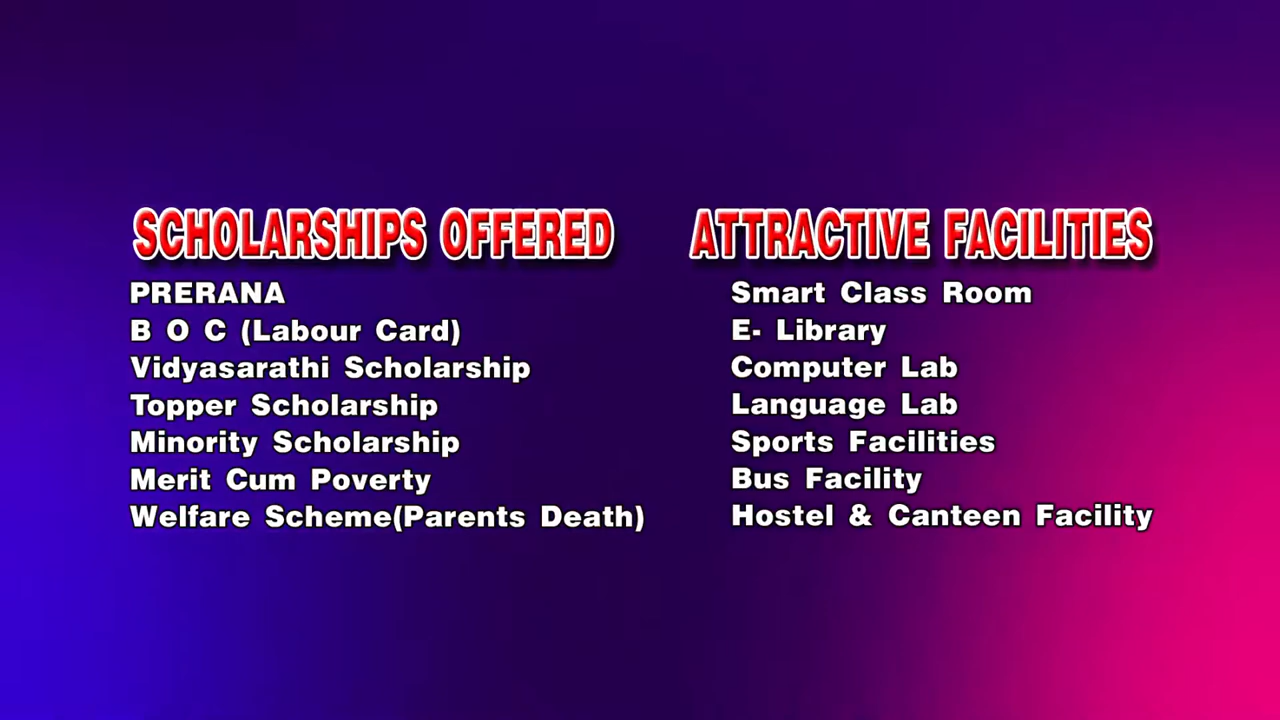 SCHOLARSHIPS OFFERED
PRERANA
B O C (Labour Card)
Vidyasarathi Scholarship
Topper Scholarship
Minority Scholarship
Merit Cum Poverty
Welfare Scheme(Parents Death)
ATTRACTIVE FACILITIES
Smart Class Room
E- Library
Computer Lab
Language Lab
Sports Facilities
Bus Facility
Hostel & Canteen Facility